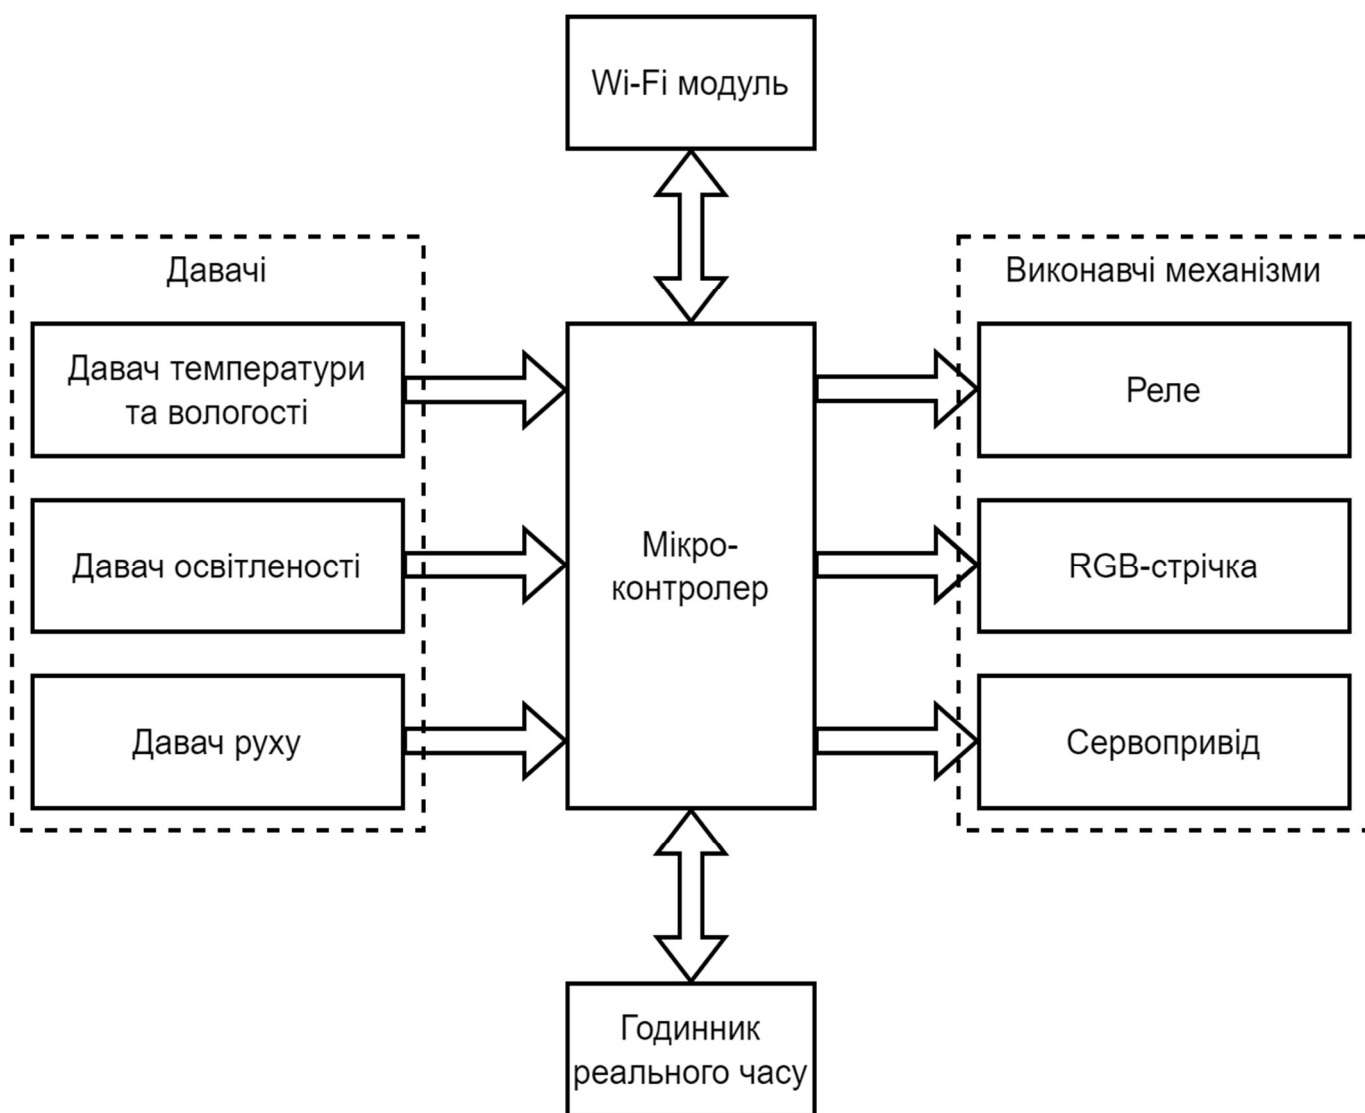 Wi-Fi модуль
Давачі
Давач температури
та вологості
Давач освітленості
Давач руху
Мікро-
контролер
Виконавчі механізми
Реле
RGB-стрічка
Сервопривід
Годинник
реального часу